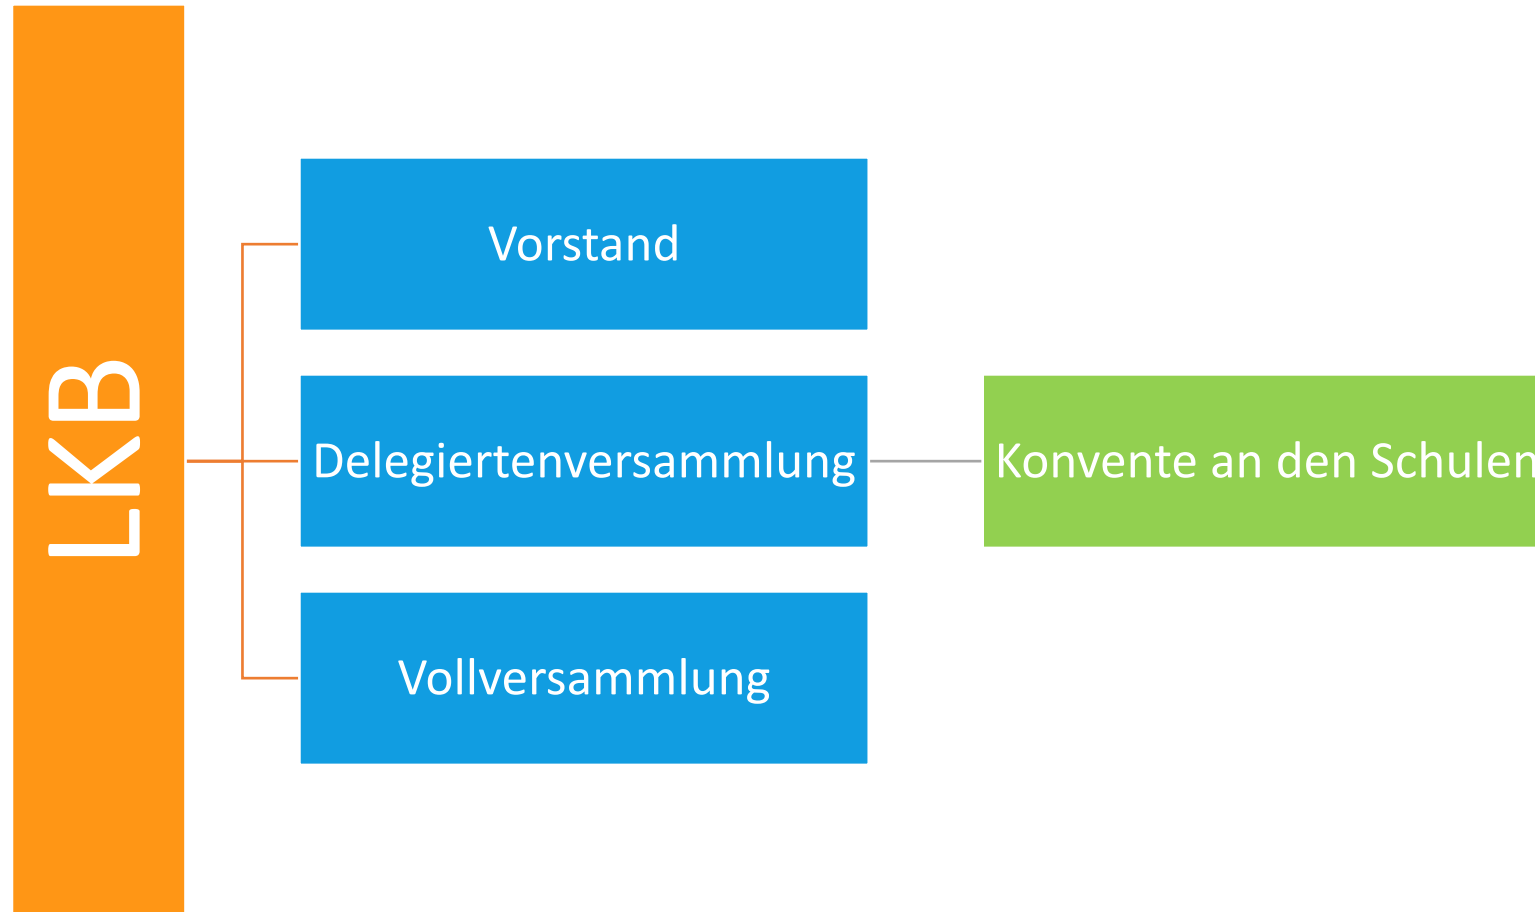 LKB
Vorstand
Delegiertenversammlung
Konvente an den Schulen
Vollversammlung